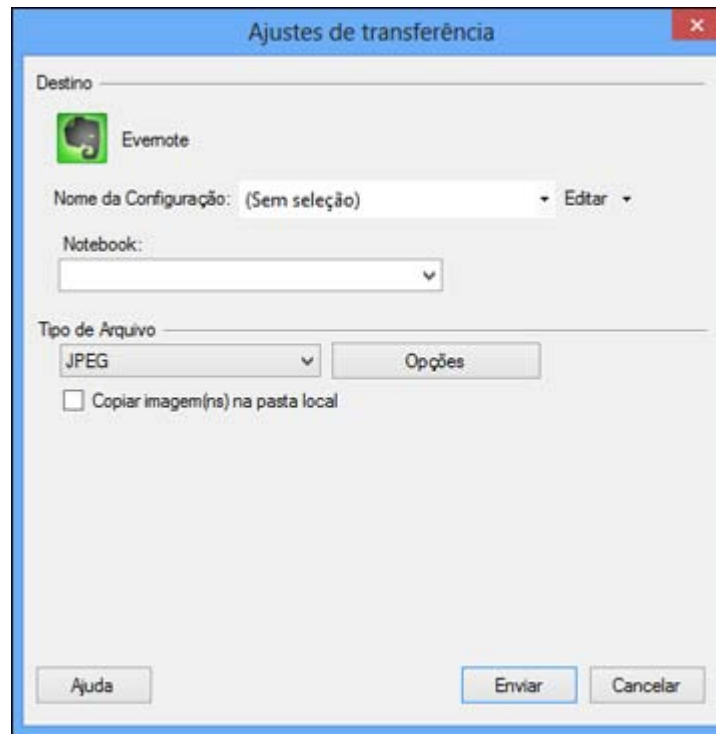 Ajustes de transferência
Destino
Evernote
Nome da Configuração: (Sem seleção) Editar
Notebook:
Tipo de Arquivo
JPEG Opções
Copiar imagem(ns) na pasta local
Ajuda Enviar Cancelar